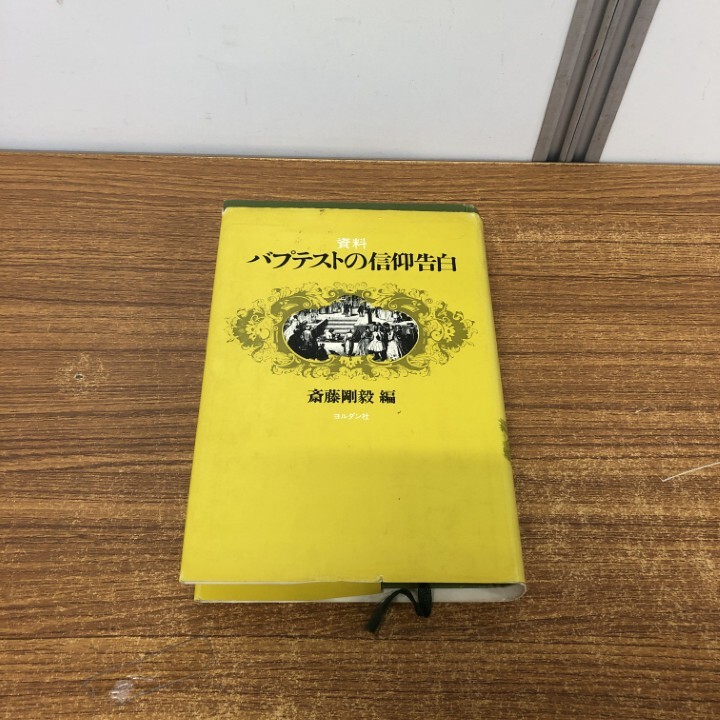 資料
バプテストの信仰告白
斎藤剛毅 編
ヨルダン社